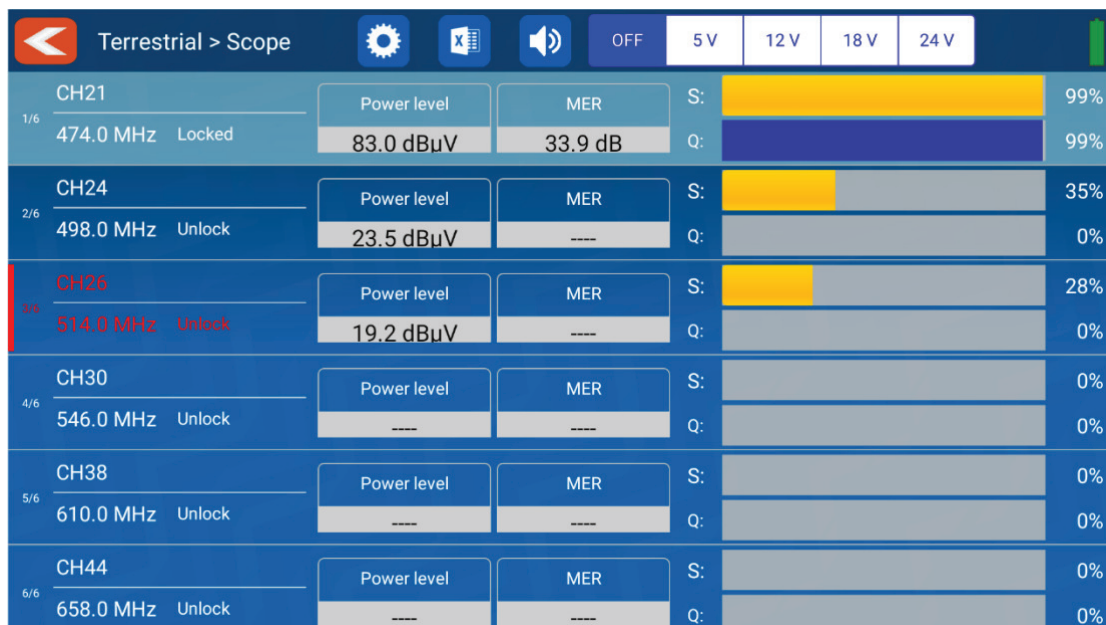 Terrestrial > Scope OFF 5 V 12 V 18 V 24 V
1/6 CH21 Power level MER S: 99%
474.0 MHz Locked 83.0 dBµV 33.9 dB Q: 99%
2/6 CH24 Power level MER S: 35%
498.0 MHz Unlock 23.5 dBµV ---- Q: 0%
3/6 CH26 Power level MER S: 28%
514.0 MHz Unlock 19.2 dBµV ---- Q: 0%
4/6 CH30 Power level MER S: 0%
546.0 MHz Unlock ---- ---- Q: 0%
5/6 CH38 Power level MER S: 0%
610.0 MHz Unlock ---- ---- Q: 0%
6/6 CH44 Power level MER S: 0%
658.0 MHz Unlock ---- ---- Q: 0%